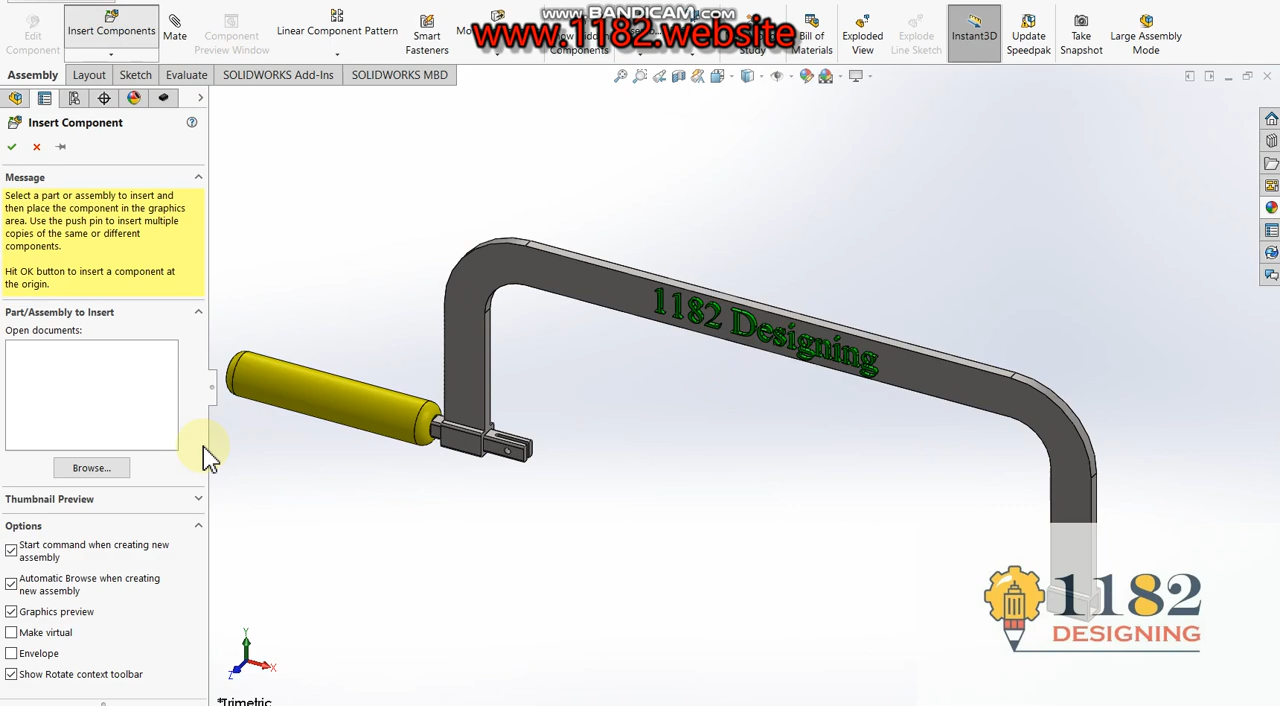 www.BANDICAM.com
www.1182.website
Edit Component
Insert Components
Mate
Component Preview Window
Linear Component Pattern
Smart Fasteners
Components
Study
Bill of Materials
Exploded View
Explode Line Sketch
Instant3D
Update Speedpak
Take Snapshot
Large Assembly Mode
Assembly
Layout
Sketch
Evaluate
SOLIDWORKS Add-Ins
SOLIDWORKS MBD
Insert Component
Message
Select a part or assembly to insert and
then place the component in the graphics
area. Use the push pin to insert multiple
copies of the same or different
components.
Hit OK button to insert a component at
the origin.
Part/Assembly to Insert
Open documents:
Browse...
Thumbnail Preview
Options
Start command when creating new
assembly
Automatic Browse when creating
new assembly
Graphics preview
Make virtual
Envelope
Show Rotate context toolbar
1182 Designing
Y
X
Z
*Trimetric
1182
DESIGNING